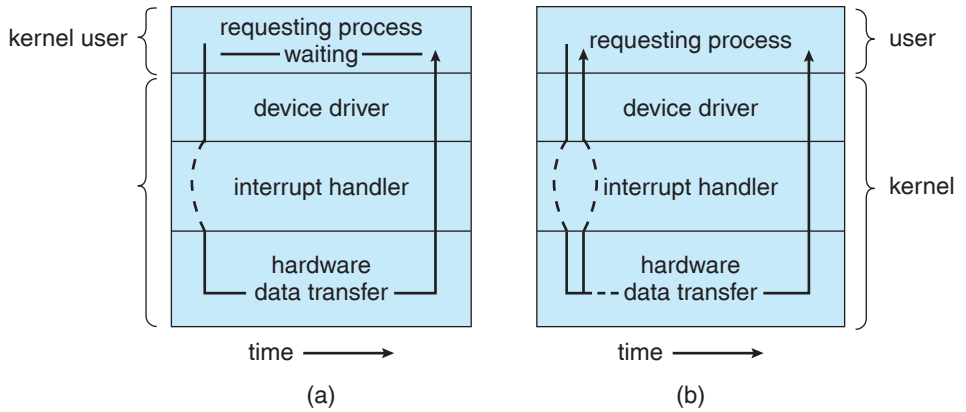 kernel user
requesting process
waiting
device driver
interrupt handler
hardware
data transfer
time
(a)
requesting process
user
device driver
interrupt handler
kernel
hardware
data transfer
time
(b)